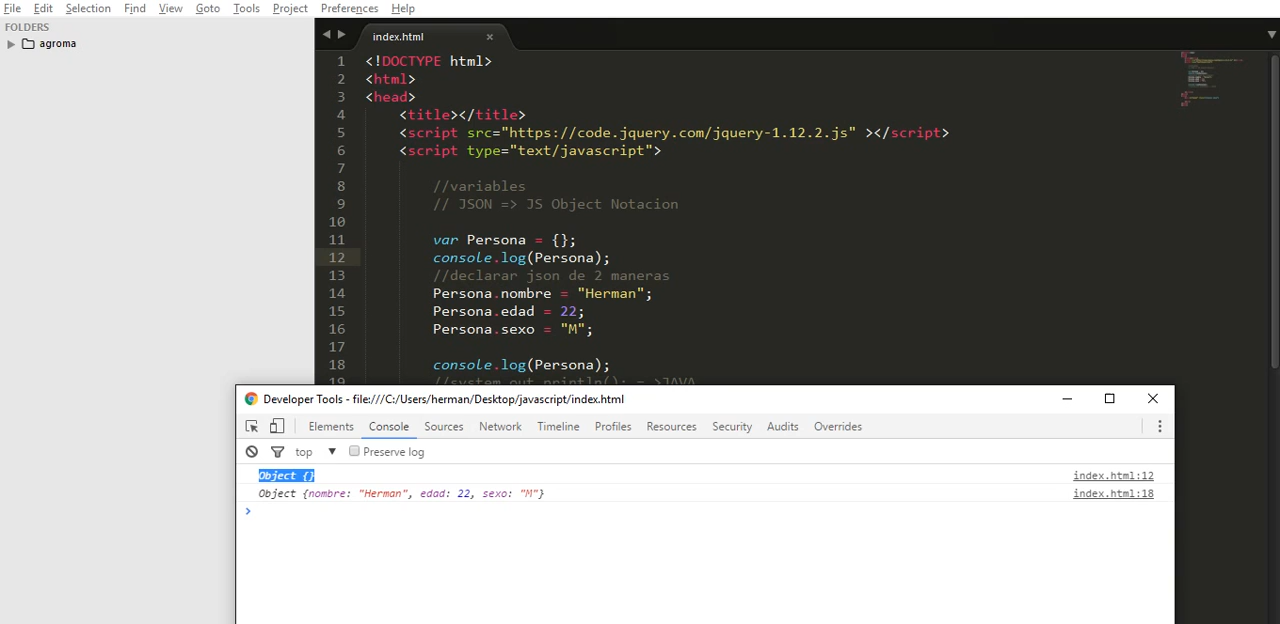 File Edit Selection Find View Goto Tools Project Preferences Help
FOLDERS
agroma
index.html ×
1 <!DOCTYPE html>
2 <html>
3 <head>
4 <title></title>
5 <script src="https://code.jquery.com/jquery-1.12.2.js" ></script>
6 <script type="text/javascript">
7
8 //variables
9 // JSON => JS Object Notacion
10
11 var Persona = {};
12 console.log(Persona);
13 //declarar json de 2 maneras
14 Persona.nombre = "Herman";
15 Persona.edad = 22;
16 Persona.sexo = "M";
17
18 console.log(Persona);
19 //system out println(); = >JAVA
Developer Tools - file:///C:/Users/herman/Desktop/javascript/index.html
Elements Console Sources Network Timeline Profiles Resources Security Audits Overrides
top ▼ Preserve log
Object {} index.html:12
Object {nombre: "Herman", edad: 22, sexo: "M"} index.html:18
>